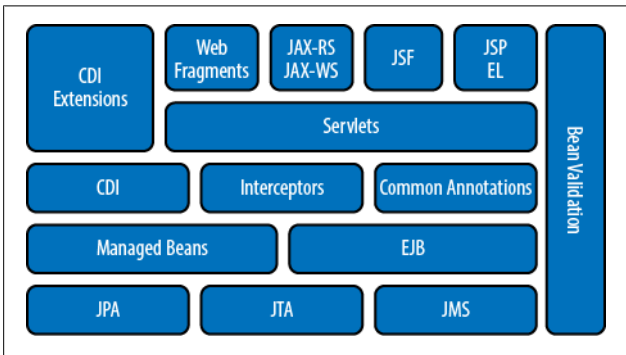 CDI
Extensions
Web
Fragments
JAX-RS
JAX-WS
JSF
JSP
EL
Servlets
CDI
Interceptors
Common Annotations
Managed Beans
EJB
JPA
JTA
JMS
Bean Validation